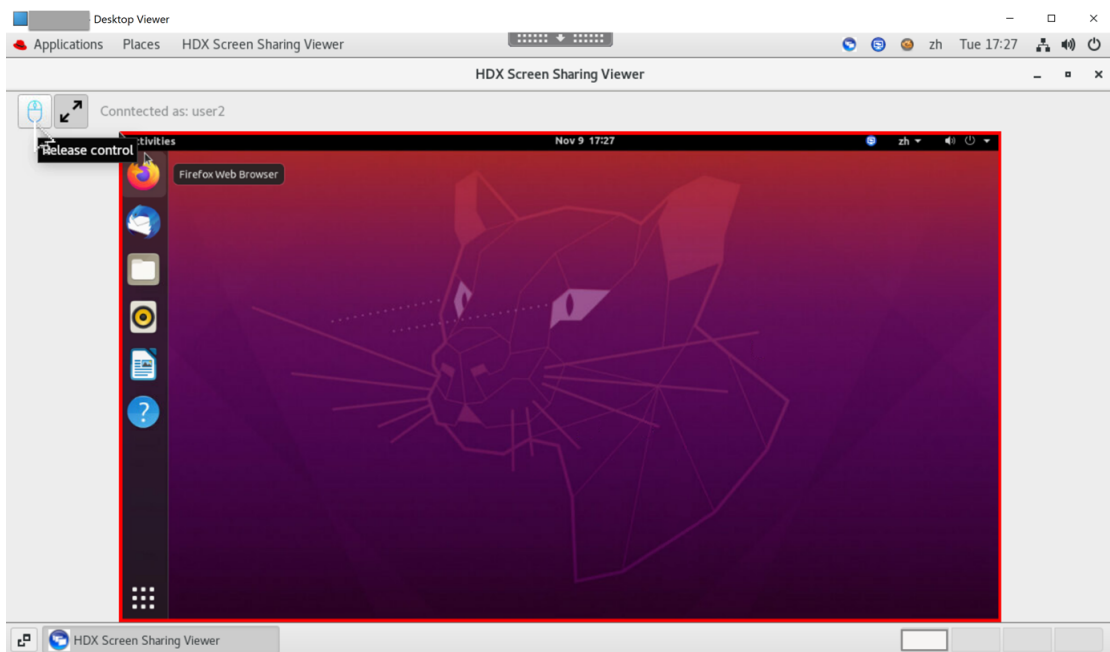 Desktop Viewer
Applications Places HDX Screen Sharing Viewer zh Tue 17:27
HDX Screen Sharing Viewer
Conntected as: user2
Release control
ctivities Nov 9 17:27 zh
Firefox Web Browser
HDX Screen Sharing Viewer